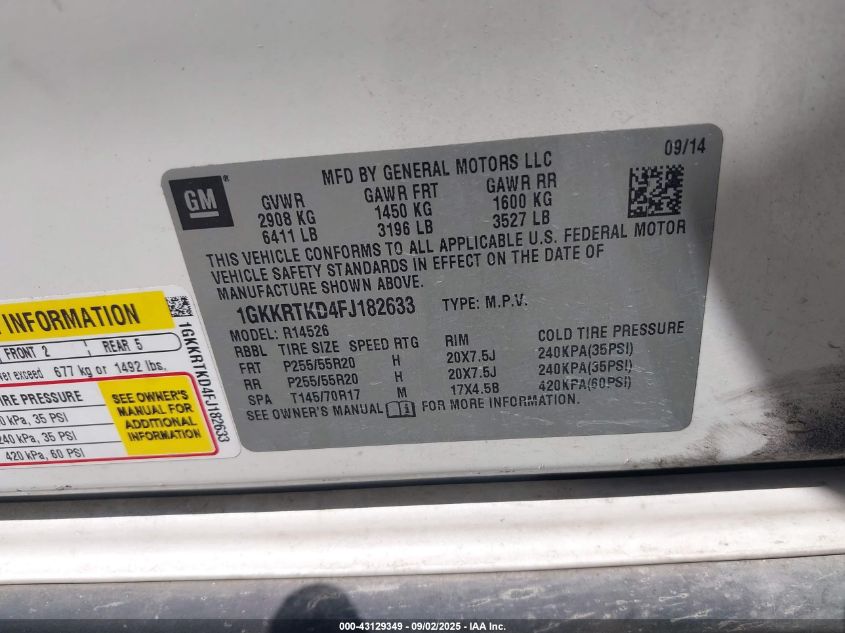 09/14
MFD BY GENERAL MOTORS LLC
GM®
GVWR GAWR FRT GAWR RR
2908 KG 1450 KG 1600 KG
6411 LB 3196 LB 3527 LB
THIS VEHICLE CONFORMS TO ALL APPLICABLE U.S. FEDERAL MOTOR
VEHICLE SAFETY STANDARDS IN EFFECT ON THE DATE OF
MANUFACTURE SHOWN ABOVE.
1GKKRTKD4FJ182633 TYPE: M.P.V.
MODEL: R14526
RBBL TIRE SIZE SPEED RTG RIM COLD TIRE PRESSURE
FRT P255/55R20 H 20X7.5J 240KPA(35PSI)
RR P255/55R20 H 20X7.5J 240KPA(35PSI)
SPA T145/70R17 M 17X4.5B 420KPA(60PSI)
SEE OWNER'S MANUAL FOR MORE INFORMATION.
INFORMATION
FRONT 2 REAR 5
exceed 677 kg or 1492 lbs.
PRESSURE
kPa, 35 PSI
240 kPa, 35 PSI
420 kPa, 60 PSI
SEE OWNER'S
MANUAL FOR
ADDITIONAL
INFORMATION
1GKKRTKD4FJ182633
000-43129349 - 09/02/2025 - IAA Inc.